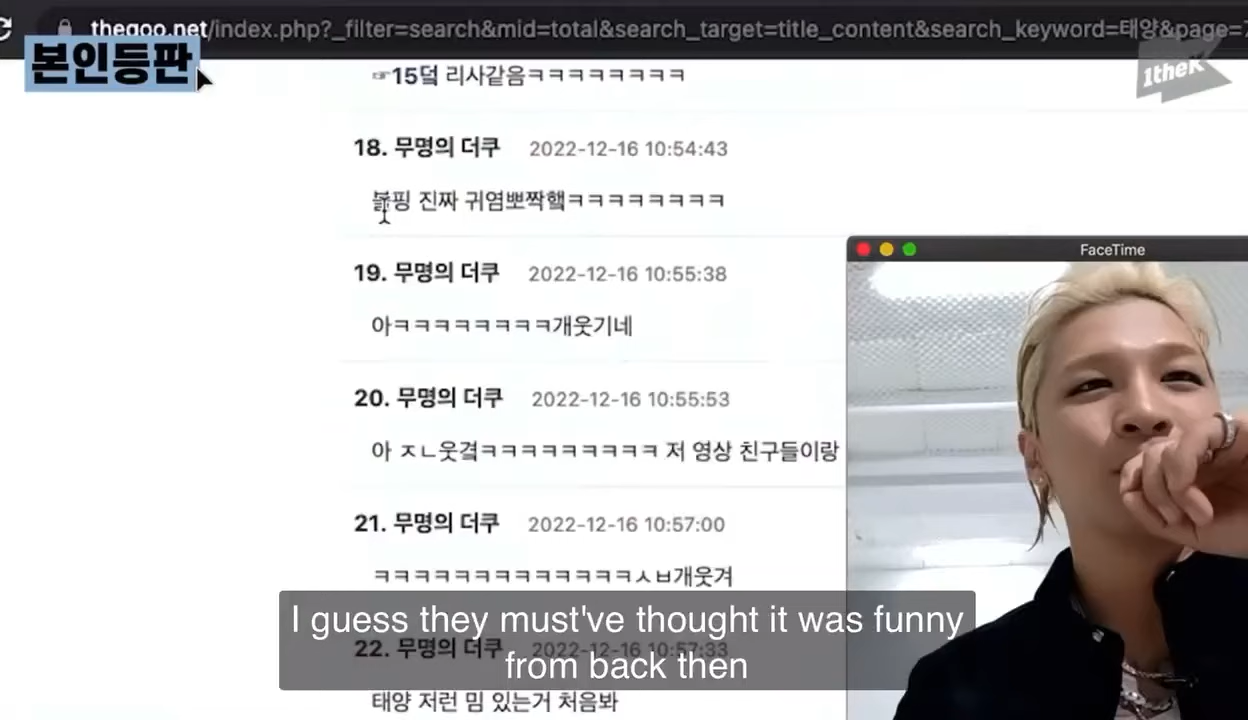 theqoo.net/index.php?_filter=search&mid=total&search_target=title_content&search_keyword=태양&page=
본인등판
1theK
☞15덬 리사같음ㅋㅋㅋㅋㅋㅋㅋㅋ
18. 무명의 더쿠 2022-12-16 10:54:43
진짜 귀염뽀짝핵ㅋㅋㅋㅋㅋㅋㅋㅋ
19. 무명의 더쿠 2022-12-16 10:55:38
FaceTime
아ㅋㅋㅋㅋㅋㅋㅋㅋ개웃기네
20. 무명의 더쿠 2022-12-16 10:55:53
아 ㅈㄴ웃겈ㅋㅋㅋㅋㅋㅋㅋㅋㅋ 저 영상 친구들이랑
21. 무명의 더쿠 2022-12-16 10:57:00
ㅋㅋㅋㅋㅋㅋㅋㅋㅋㅋㅋㅋㅋㅅㅂ개웃겨
I guess they must've thought it was funny
22. 무명의 더쿠 2022-12-16 10:57:33
from back then
태양 저런 밈 있는거 처음봐